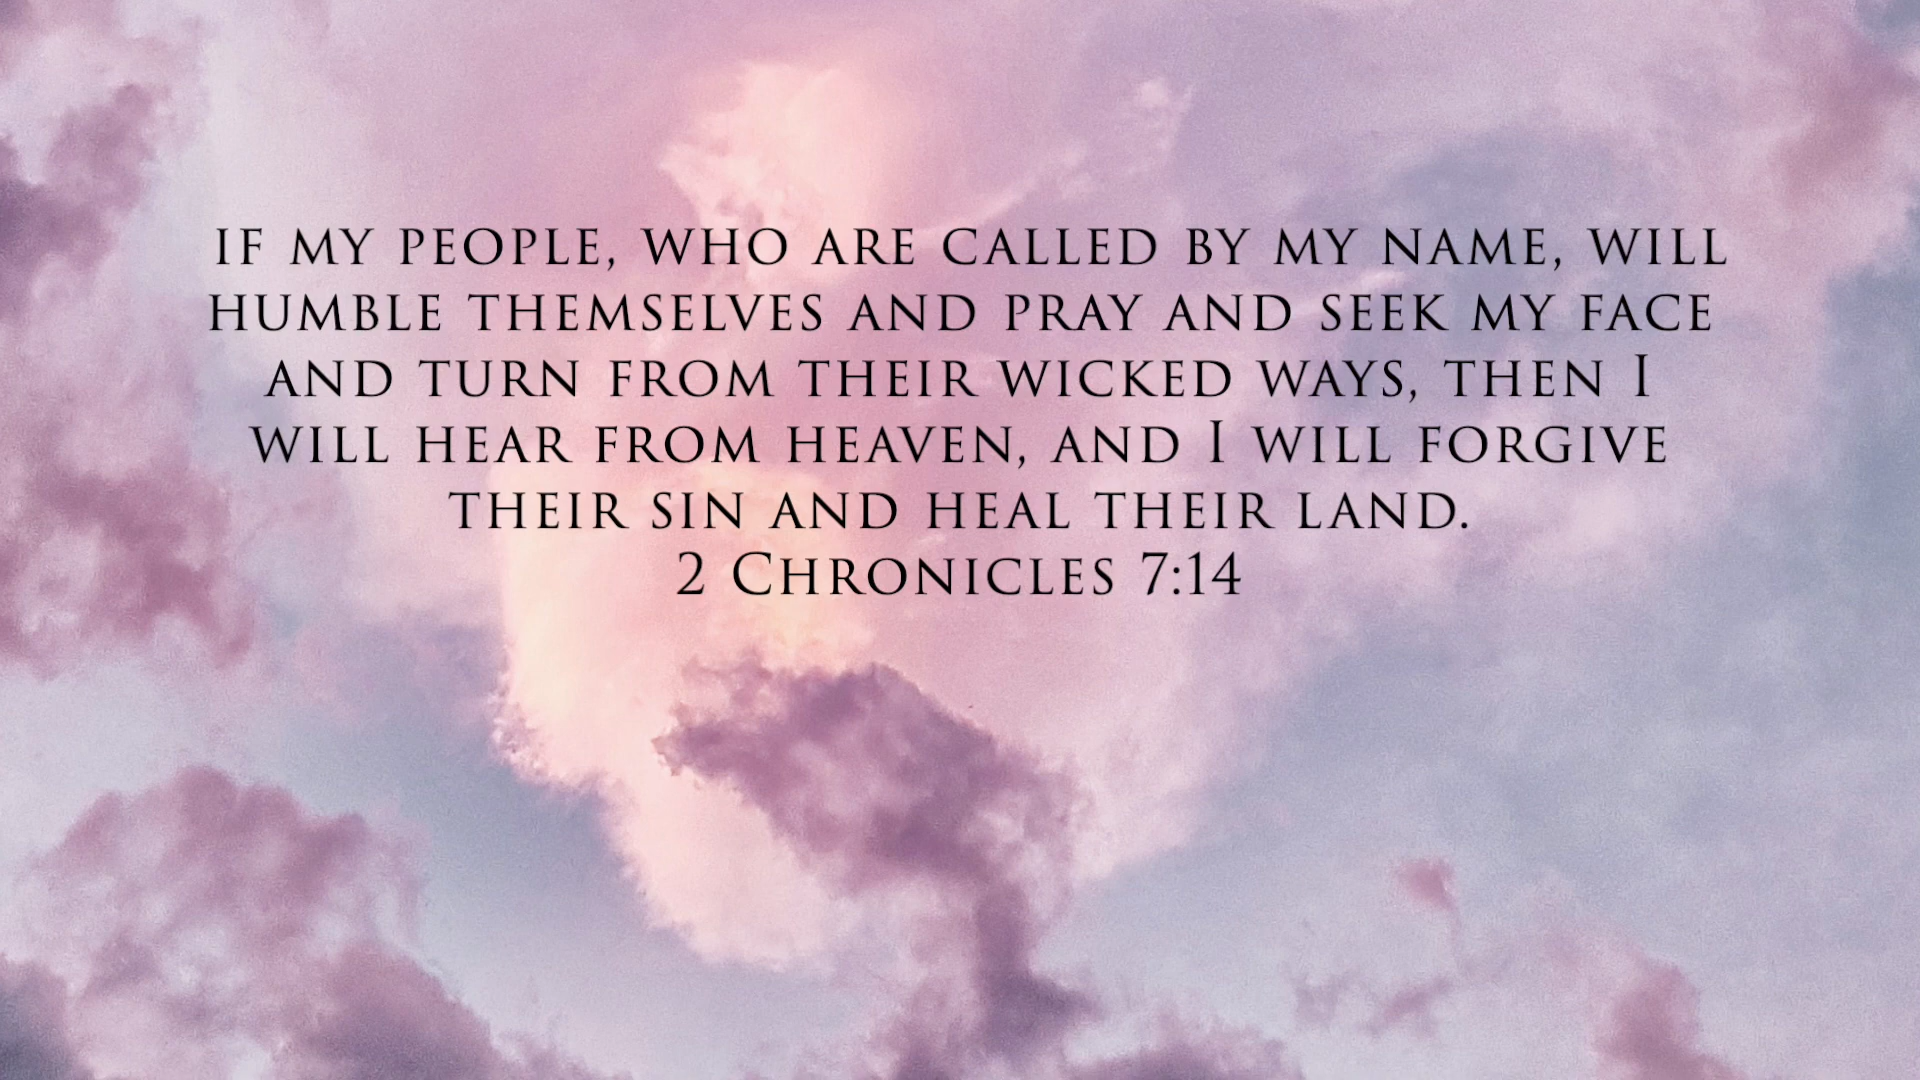 if my people, who are called by my name, will
humble themselves and pray and seek my face
and turn from their wicked ways, then I
will hear from heaven, and I will forgive
their sin and heal their land.
2 Chronicles 7:14